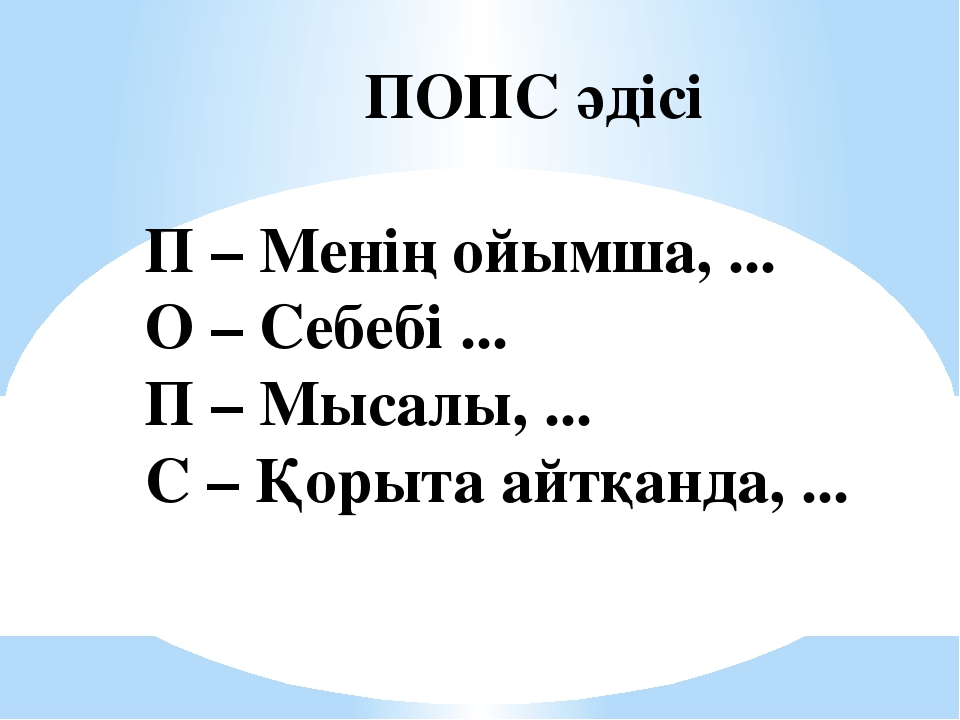 ПОПС әдісі
П – Менің ойымша, ...
О – Себебі ...
П – Мысалы, ...
С – Қорыта айтқанда, ...